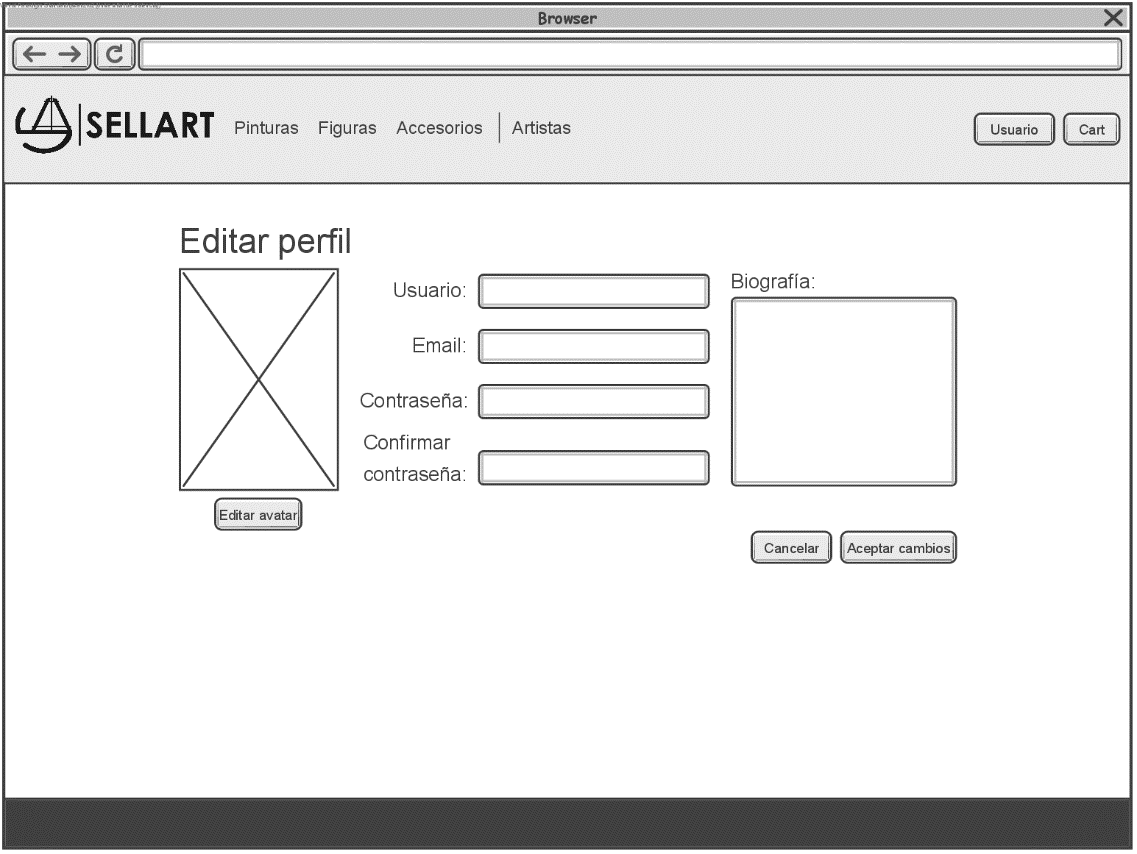 Browser
SELLART Pinturas Figuras Accesorios Artistas Usuario Cart
Editar perfil
Usuario:
Biografía:
Email:
Contraseña:
Confirmar
contraseña:
Editar avatar
Cancelar Aceptar cambios